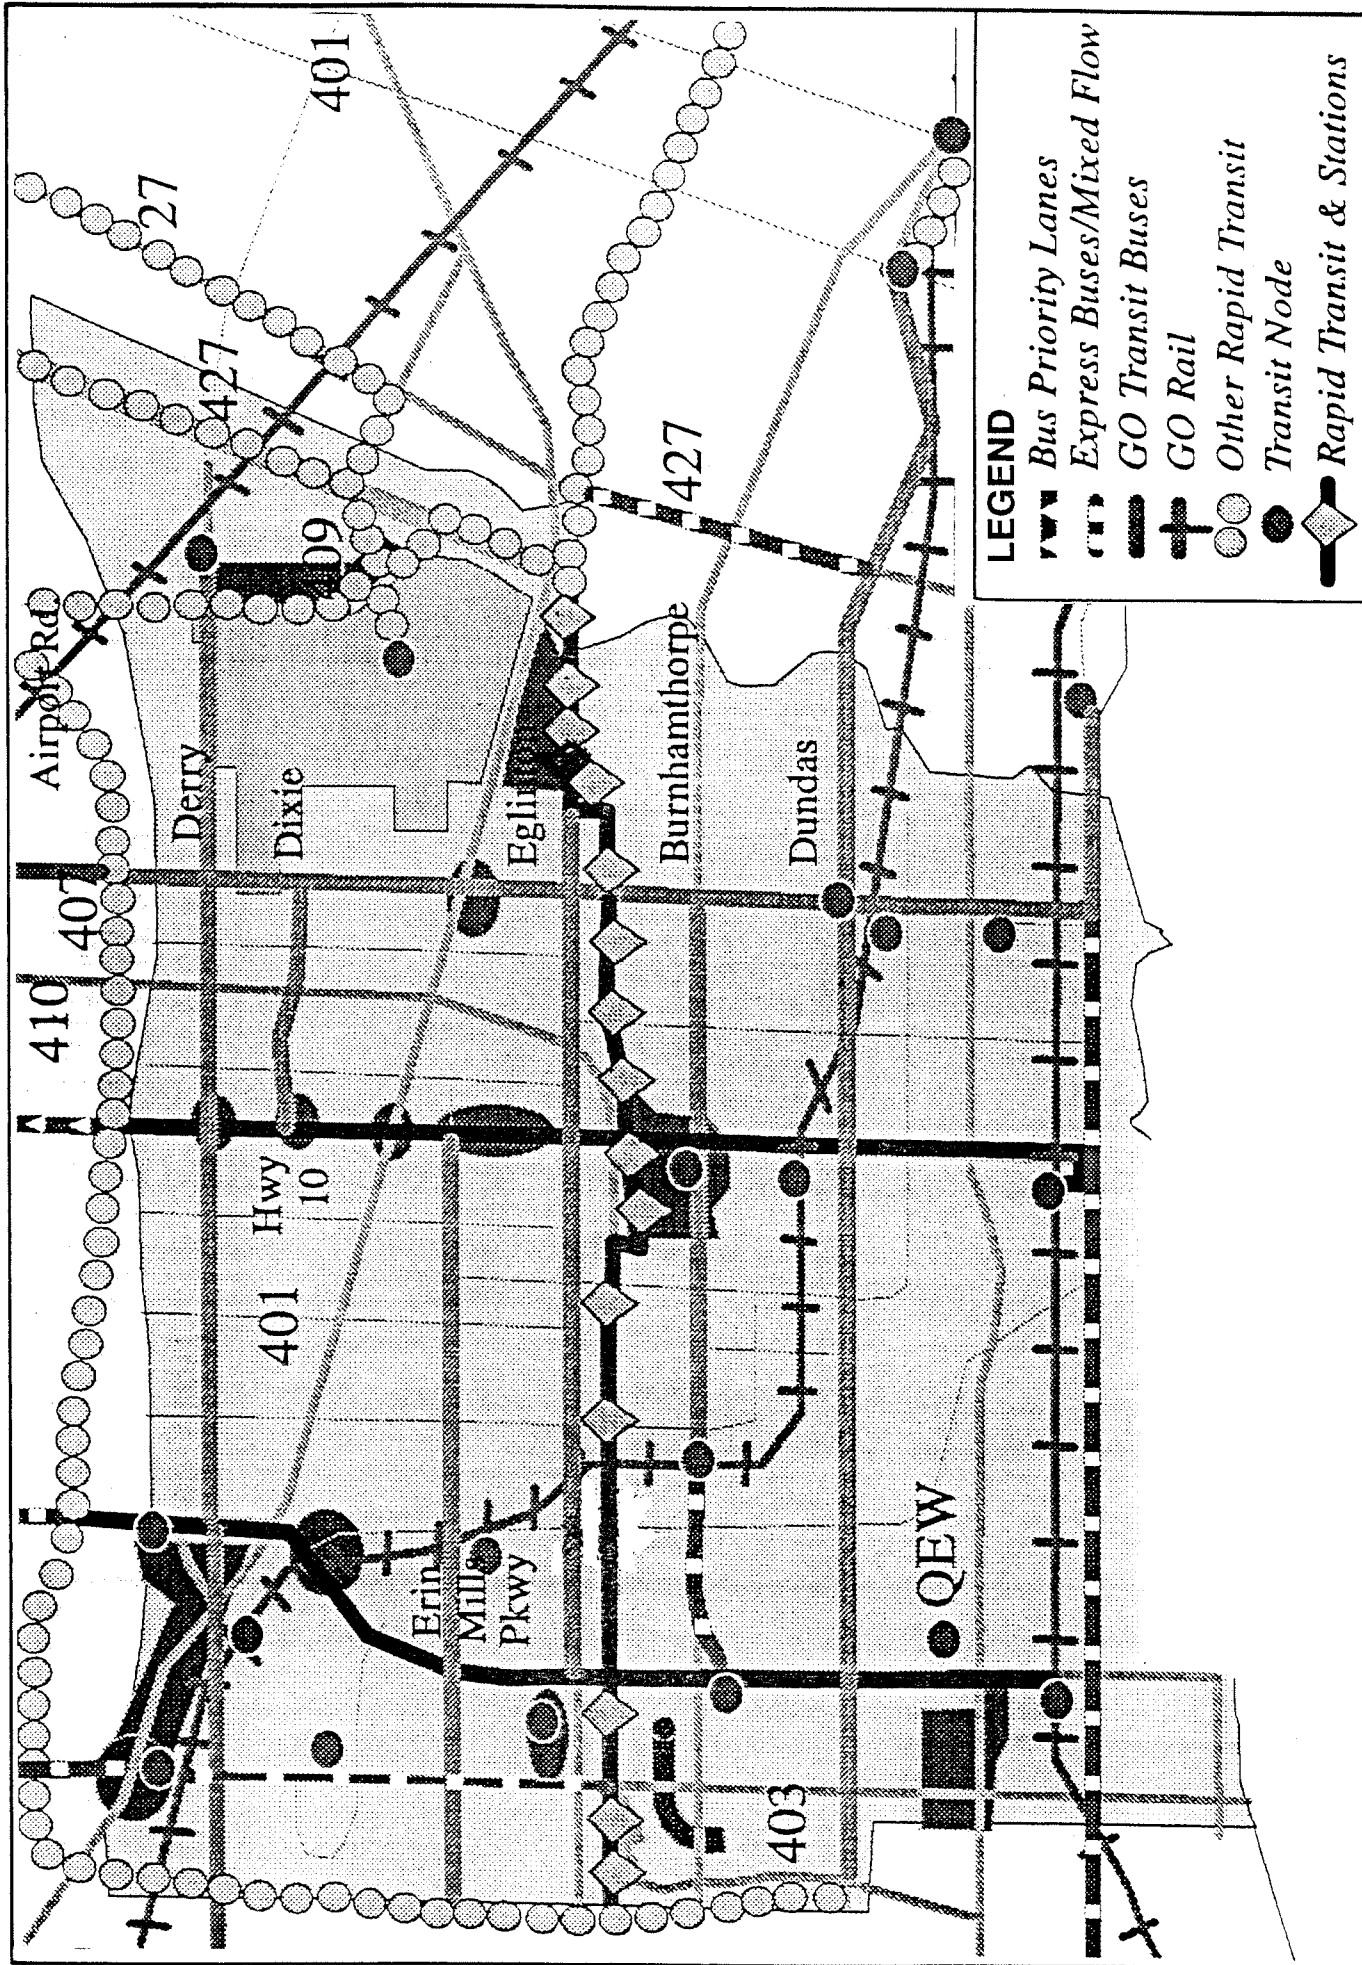 401
27
427
409
Airport Rd.
Derry
Dixie
407
410
Hwy
10
401
Burnhamthorpe
427
Dundas
Erin
Mills
Pkwy
QEW
403
LEGEND
Bus Priority Lanes
Express Buses/Mixed Flow
GO Transit Buses
GO Rail
Other Rapid Transit
Transit Node
Rapid Transit & Stations